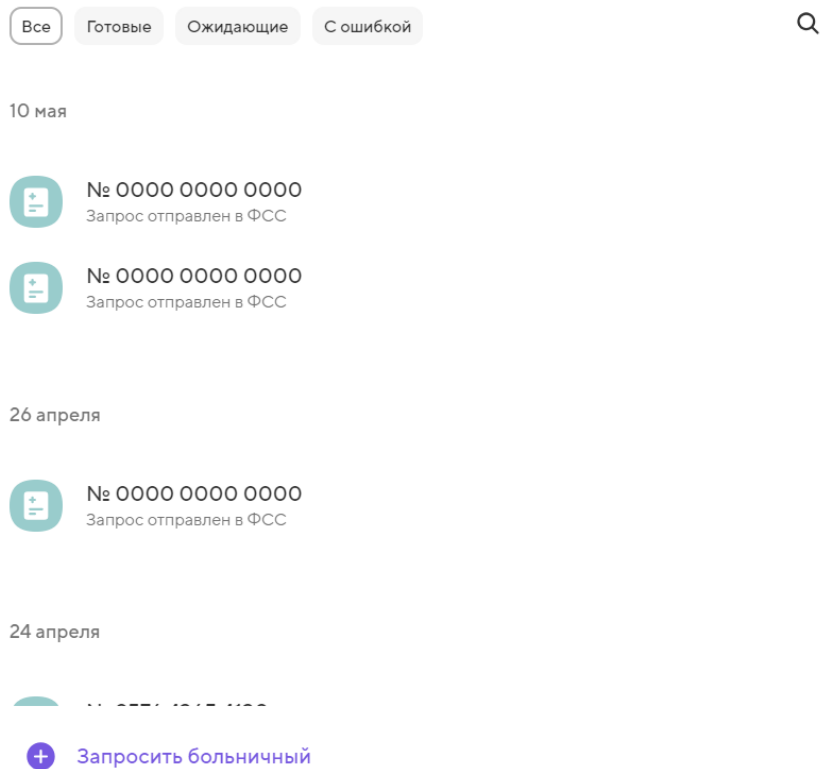 Все Готовые Ожидающие С ошибкой
10 мая
№ 0000 0000 0000
Запрос отправлен в ФСС
№ 0000 0000 0000
Запрос отправлен в ФСС
26 апреля
№ 0000 0000 0000
Запрос отправлен в ФСС
24 апреля
Запросить больничный